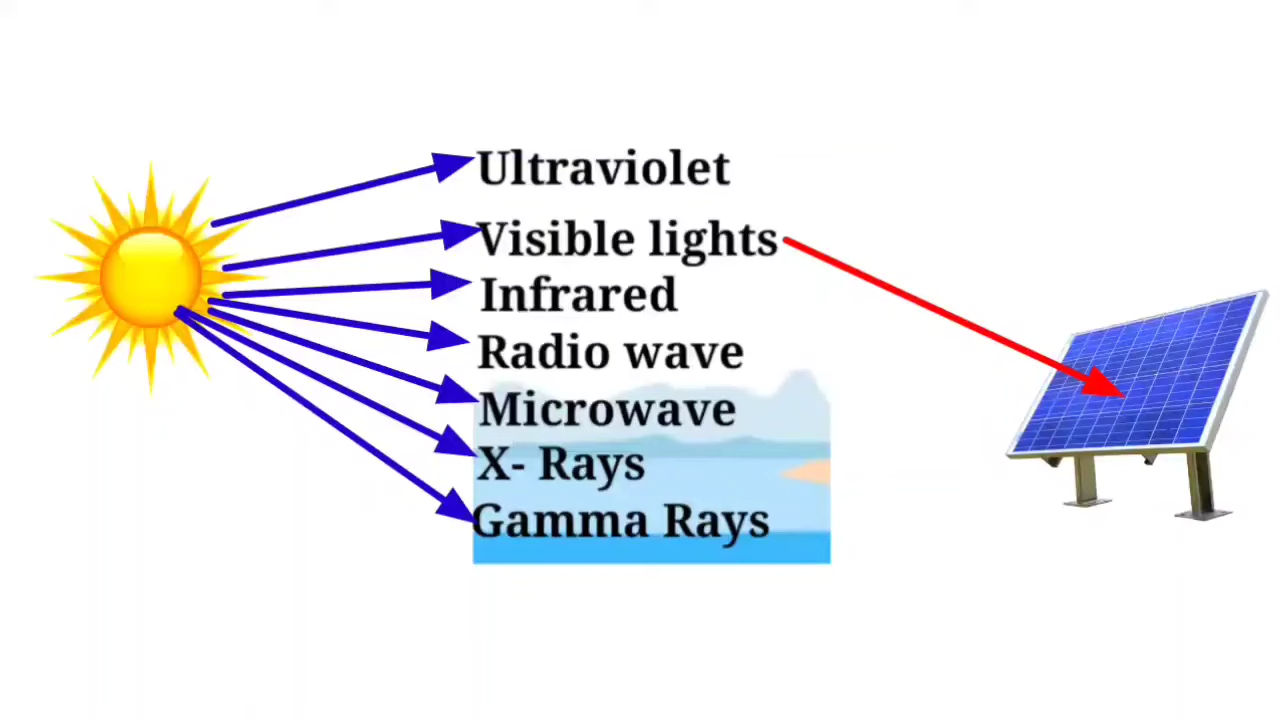 Ultraviolet
Visible lights
Infrared
Radio wave
Microwave
X- Rays
Gamma Rays